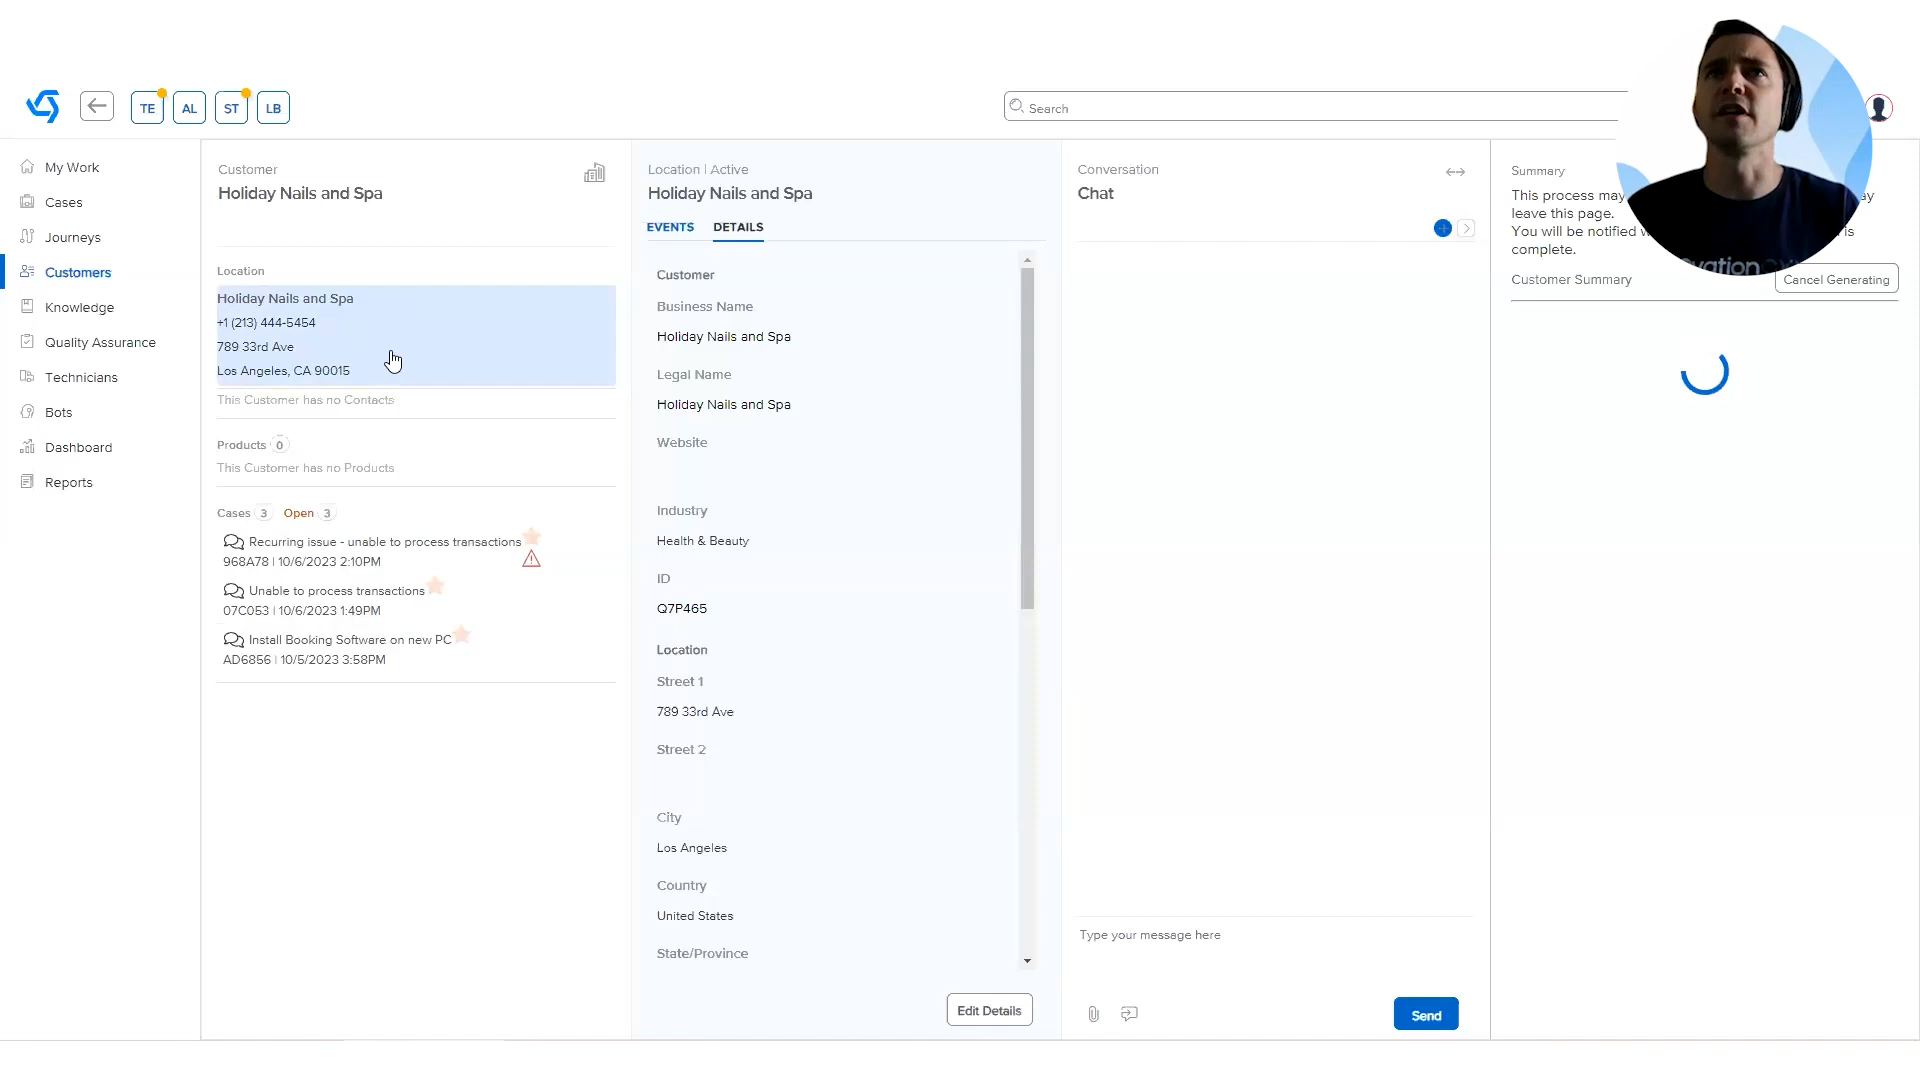 TE
AL
ST
LB
Search
My Work
Cases
Journeys
Customers
Knowledge
Quality Assurance
Technicians
Bots
Dashboard
Reports
Customer
Holiday Nails and Spa
Location
Holiday Nails and Spa
+1 (213) 444-5454
789 33rd Ave
Los Angeles, CA 90015
This Customer has no Contacts
Products 0
This Customer has no Products
Cases 3 Open 3
Recurring issue - unable to process transactions
968A78 | 10/6/2023 2:10PM
Unable to process transactions
07C053 | 10/6/2023 1:49PM
Install Booking Software on new PC
AD6856 | 10/5/2023 3:58PM
Location | Active
Holiday Nails and Spa
EVENTS DETAILS
Customer
Business Name
Holiday Nails and Spa
Legal Name
Holiday Nails and Spa
Website
Industry
Health & Beauty
ID
Q7P465
Location
Street 1
789 33rd Ave
Street 2
City
Los Angeles
Country
United States
State/Province
Edit Details
Conversation
Chat
Type your message here
Send
Summary
This process may
leave this page.
You will be notified is
complete.
Customer Summary
Cancel Generating